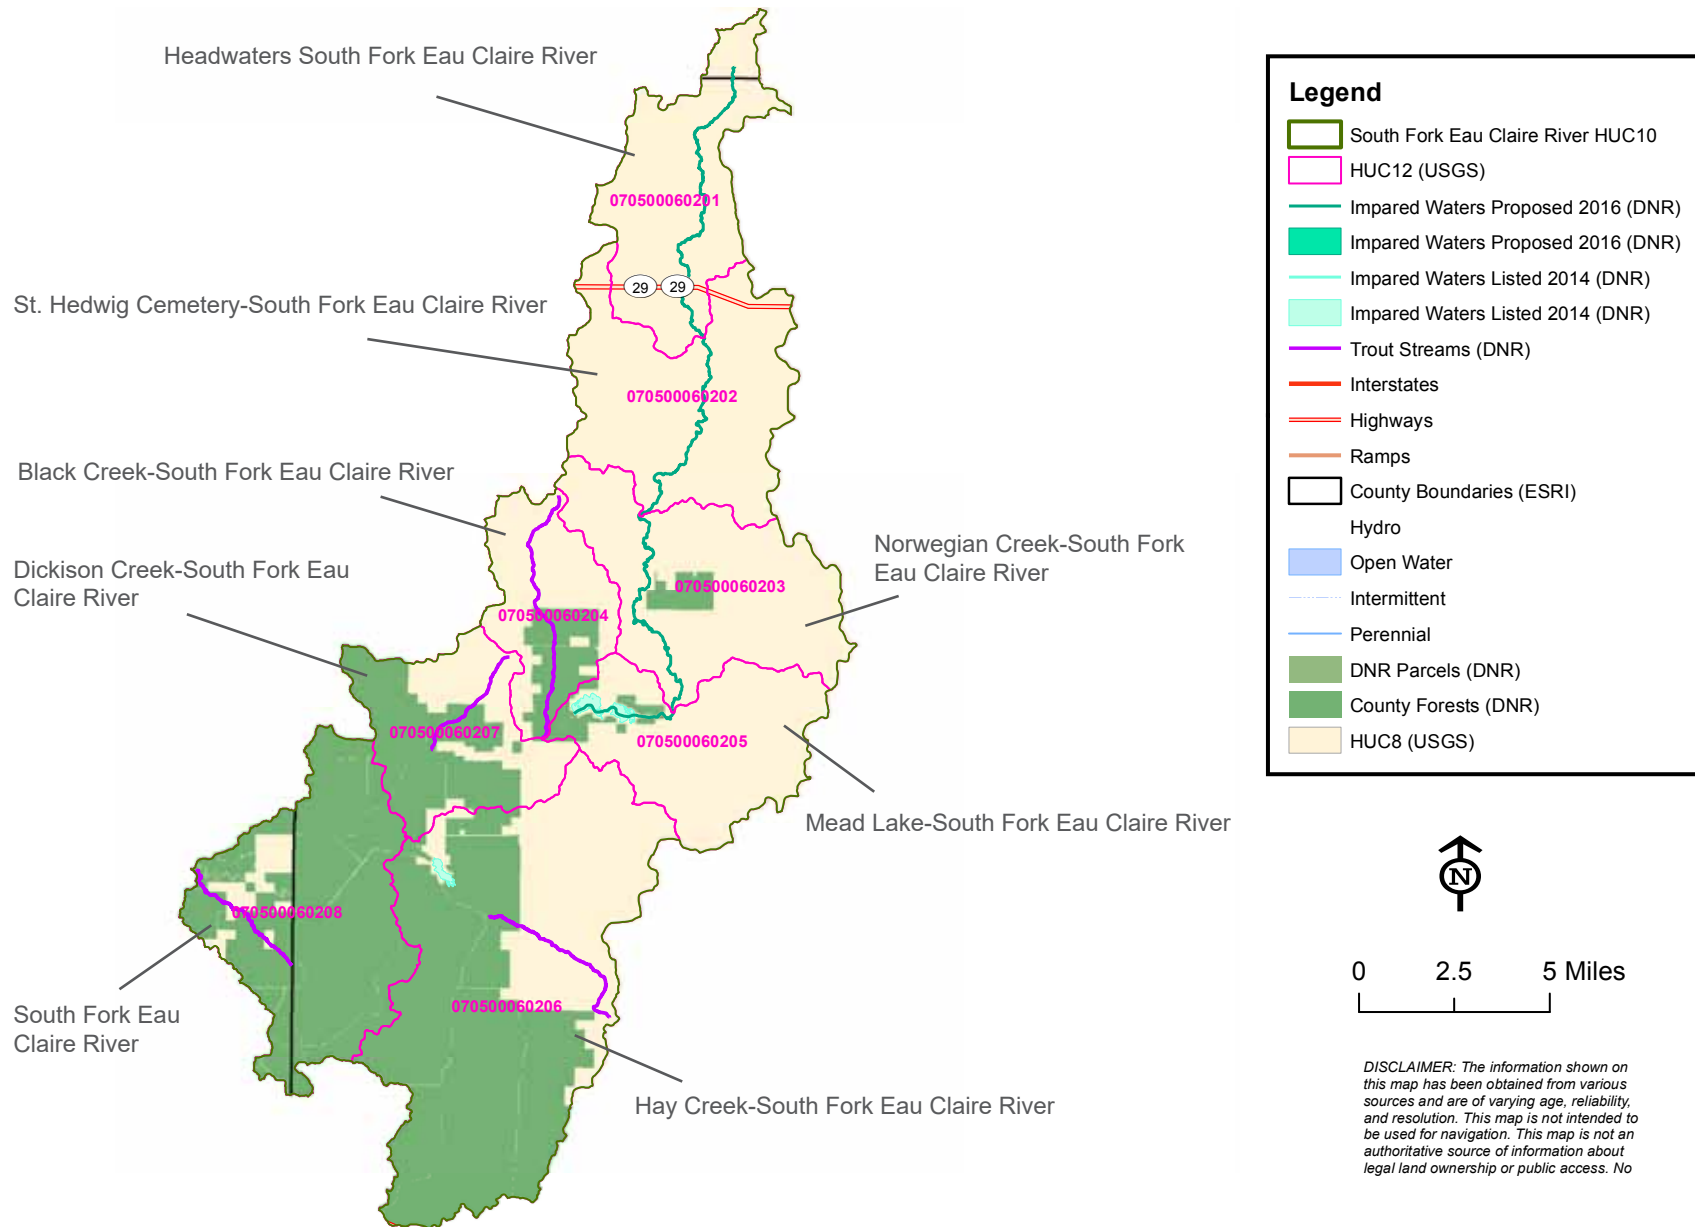 Headwaters South Fork Eau Claire River
070500060201
29 29
St. Hedwig Cemetery-South Fork Eau Claire River
070500060202
Black Creek-South Fork Eau Claire River
Norwegian Creek-South Fork
Eau Claire River
070500060203
Dickison Creek-South Fork Eau
Claire River
070500060204
070500060207
070500060205
Mead Lake-South Fork Eau Claire River
070500060208
070500060206
South Fork Eau
Claire River
Hay Creek-South Fork Eau Claire River
Legend
South Fork Eau Claire River HUC10
HUC12 (USGS)
Impared Waters Proposed 2016 (DNR)
Impared Waters Proposed 2016 (DNR)
Impared Waters Listed 2014 (DNR)
Impared Waters Listed 2014 (DNR)
Trout Streams (DNR)
Interstates
Highways
Ramps
County Boundaries (ESRI)
Hydro
Open Water
Intermittent
Perennial
DNR Parcels (DNR)
County Forests (DNR)
HUC8 (USGS)
N
0 2.5 5 Miles
DISCLAIMER: The information shown on
this map has been obtained from various
sources and are of varying age, reliability,
and resolution. This map is not intended to
be used for navigation. This map is not an
authoritative source of information about
legal land ownership or public access. No